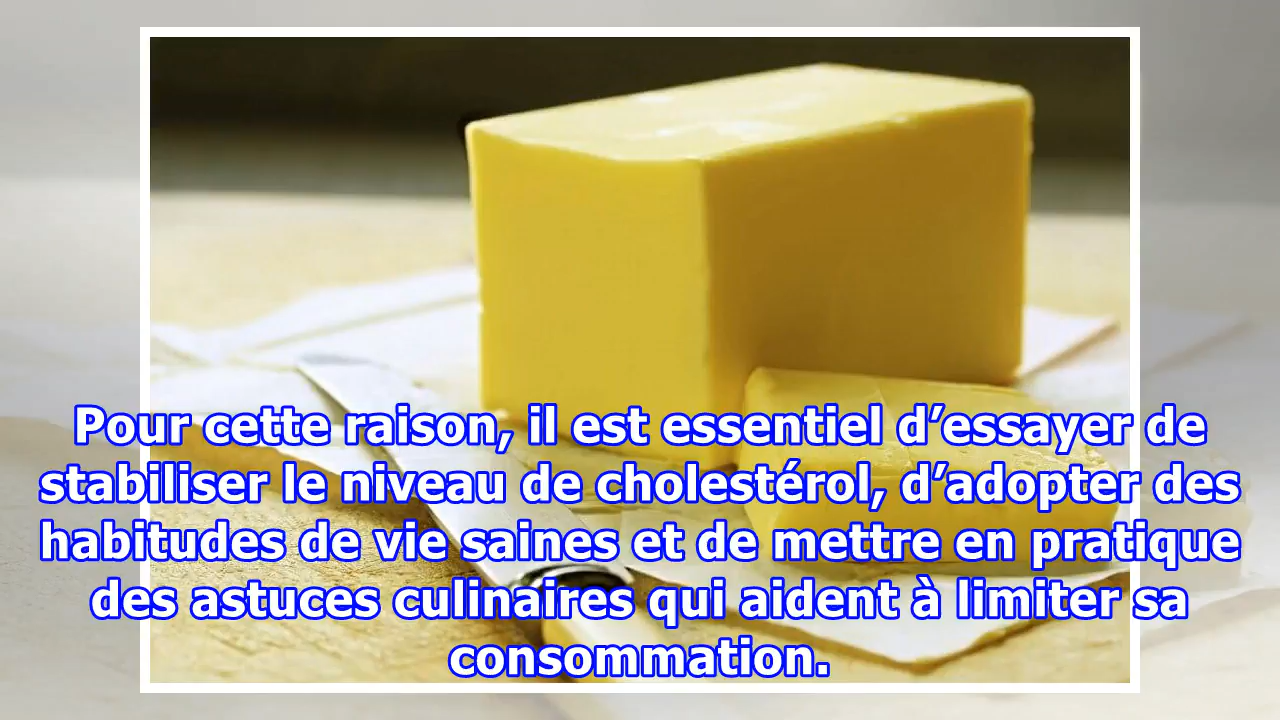 Pour cette raison, il est essentiel d’essayer de
stabiliser le niveau de cholestérol, d’adopter des
habitudes de vie saines et de mettre en pratique
des astuces culinaires qui aident à limiter sa
consommation.